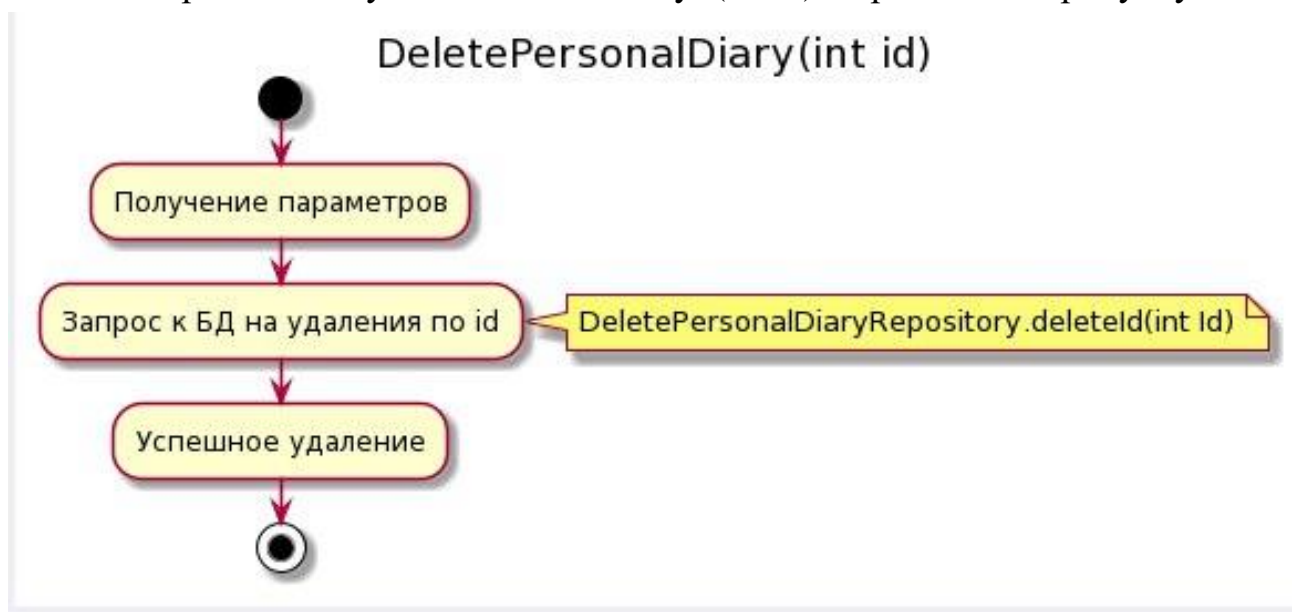 DeletePersonalDiary(int id)
Получение параметров
Запрос к БД на удаления по id
DeletePersonalDiaryRepository.deleteId(int Id)
Успешное удаление